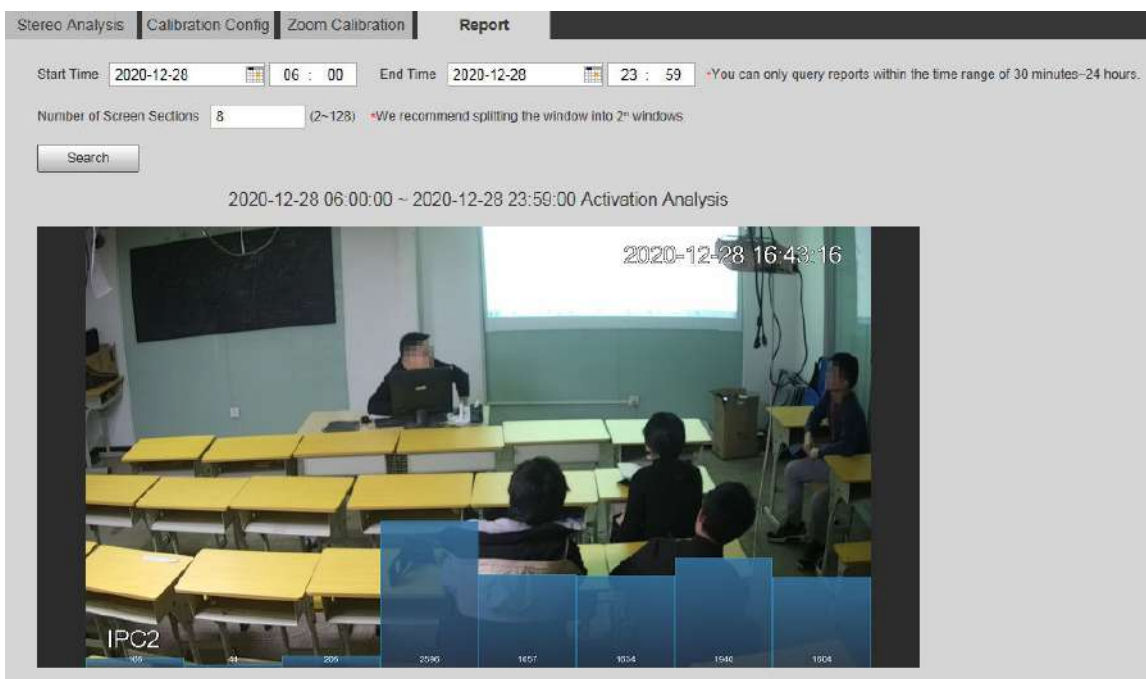 Stereo Analysis Calibration Config Zoom Calibration Report
Start Time 2020-12-28 06 : 00 End Time 2020-12-28 23 : 59 *You can only query reports within the time range of 30 minutes--24 hours.
Number of Screen Sections 8 (2~128) *We recommend splitting the window into 2ⁿ windows.
Search
2020-12-28 06:00:00 ~ 2020-12-28 23:59:00 Activation Analysis
2020-12-28 16:43:16
IPC2
44 206 2596 1657 1634 1940 1604